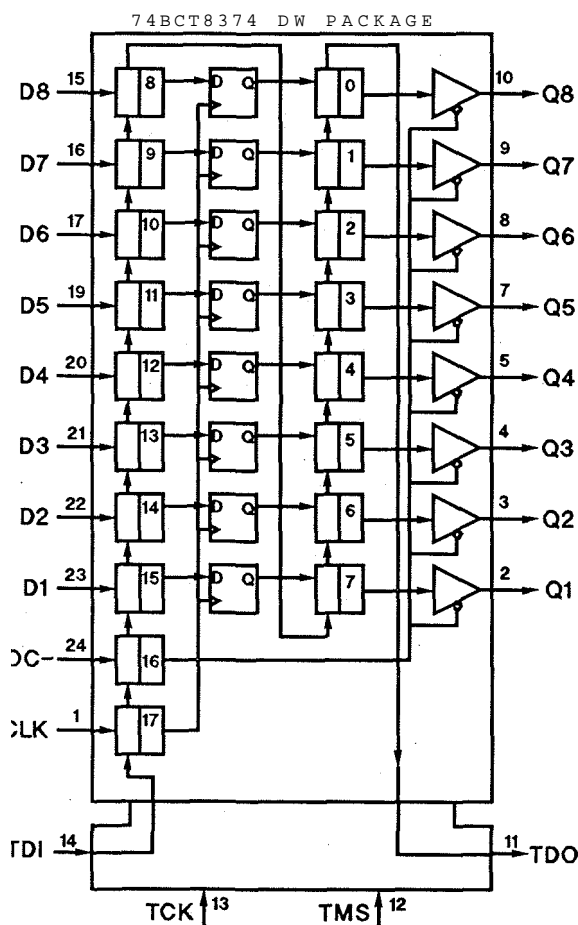 74BCT8374 DW PACKAGE
D8 15 8 D Q 0 10 Q8
D7 16 9 D Q 1 9 Q7
D6 17 10 D Q 2 8 Q6
D5 19 11 D Q 3 7 Q5
D4 20 12 D Q 4 5 Q4
D3 21 13 D Q 5 4 Q3
D2 22 14 D Q 6 3 Q2
D1 23 15 D Q 7 2 Q1
OC- 24 16
CLK 1 17
TDI 14 11 TDO
TCK 13 TMS 12